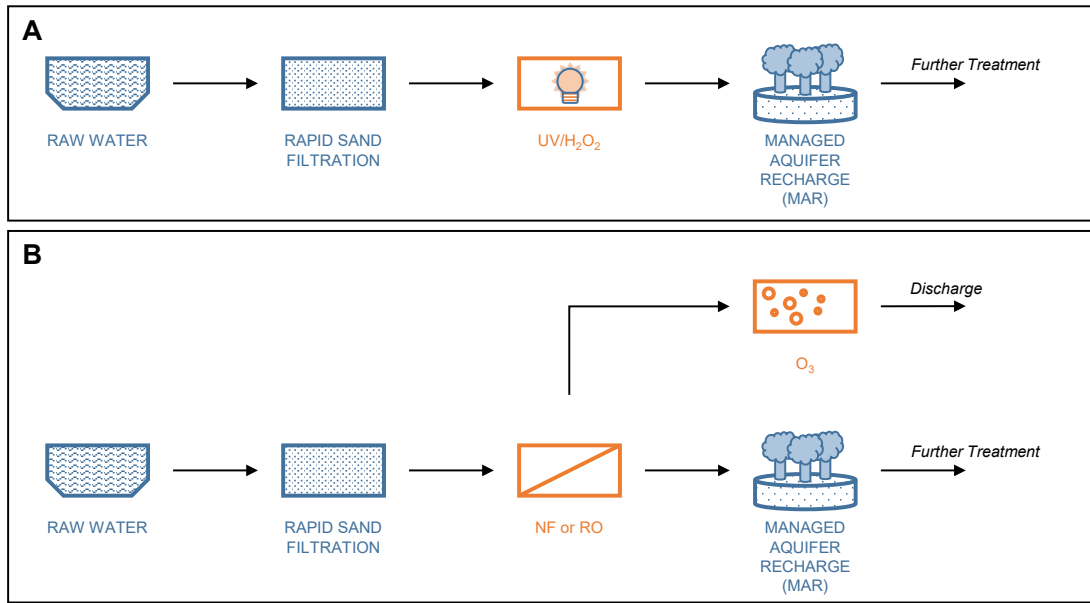 A
Further Treatment
RAW WATER
RAPID SAND
FILTRATION
UV/H₂O₂
MANAGED
AQUIFER
RECHARGE
(MAR)
B
Discharge
O₃
Further Treatment
RAW WATER
RAPID SAND
FILTRATION
NF or RO
MANAGED
AQUIFER
RECHARGE
(MAR)